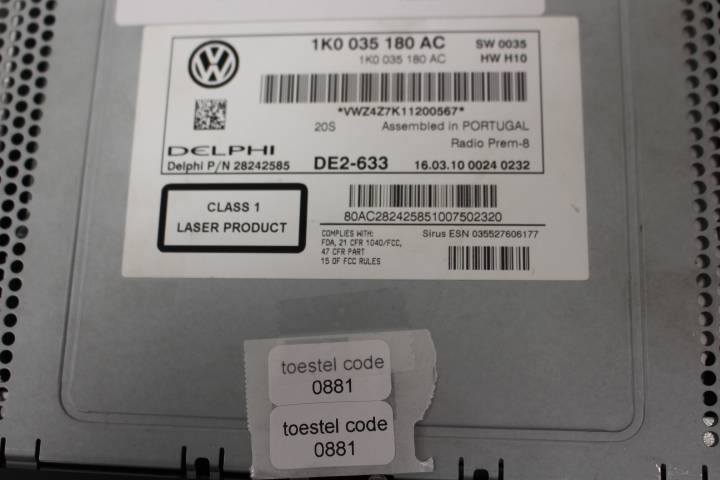 1K0 035 180 AC SW 0035
1K0 035 180 AC HW H10
*VWZ4Z7K11200567*
20S Assembled in PORTUGAL
Radio Prem-8
DELPHI
Delphi P/N 28242585 DE2-633 16.03.10 0024 0232
CLASS 1
LASER PRODUCT
80AC282425851007502320
COMPLIES WITH:
FDA, 21 CFR 1040/FCC,
47 CFR PART
15 OF FCC RULES
Sirus ESN 035527606177
toestel code
0881
toestel code
0881